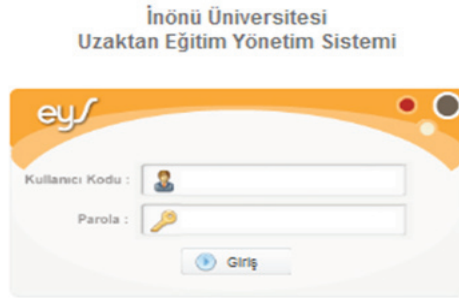 İnönü Üniversitesi
Uzaktan Eğitim Yönetim Sistemi
eys
Kullanıcı Kodu :
Parola :
Giriş